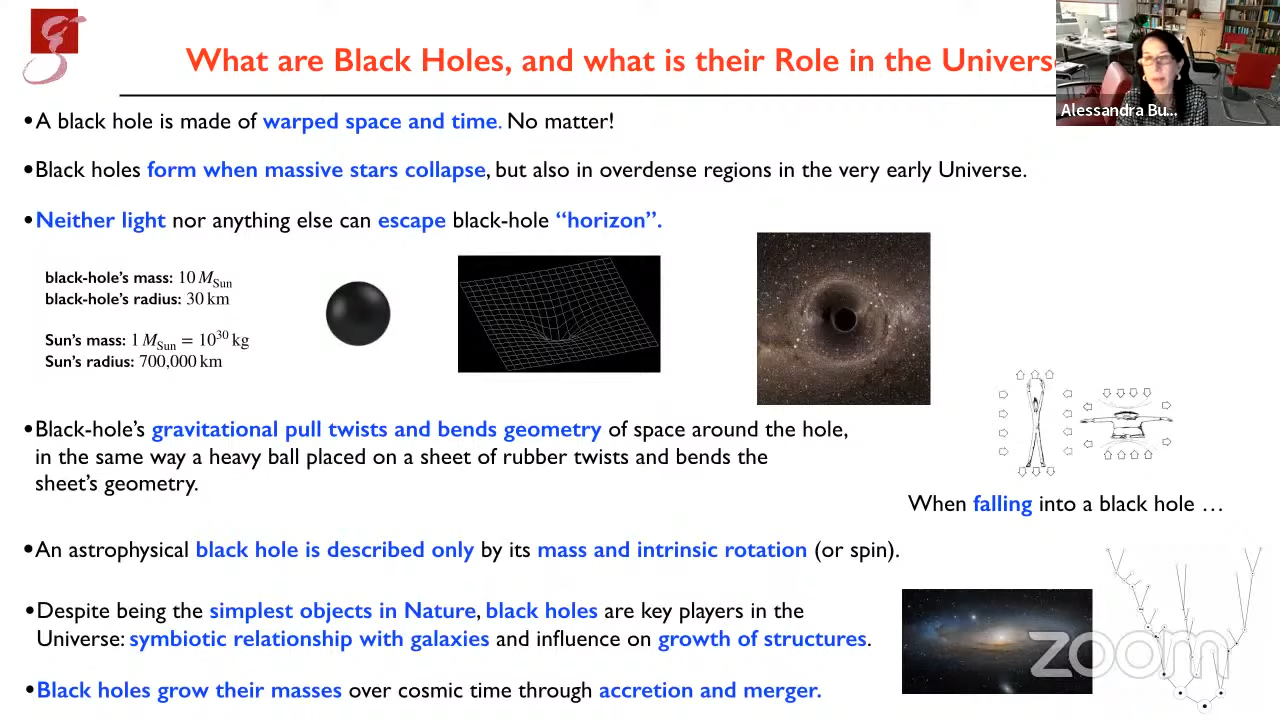 What are Black Holes, and what is their Role in the Univers
Alessandra Bu...
•A black hole is made of warped space and time. No matter!
•Black holes form when massive stars collapse, but also in overdense regions in the very early Universe.
•Neither light nor anything else can escape black-hole “horizon”.
black-hole’s mass: 10 M_Sun
black-hole’s radius: 30 km
Sun’s mass: 1 M_Sun = 10^30 kg
Sun’s radius: 700,000 km
•Black-hole’s gravitational pull twists and bends geometry of space around the hole,
in the same way a heavy ball placed on a sheet of rubber twists and bends the
sheet’s geometry.
When falling into a black hole …
•An astrophysical black hole is described only by its mass and intrinsic rotation (or spin).
•Despite being the simplest objects in Nature, black holes are key players in the
Universe: symbiotic relationship with galaxies and influence on growth of structures.
•Black holes grow their masses over cosmic time through accretion and merger.
zoom